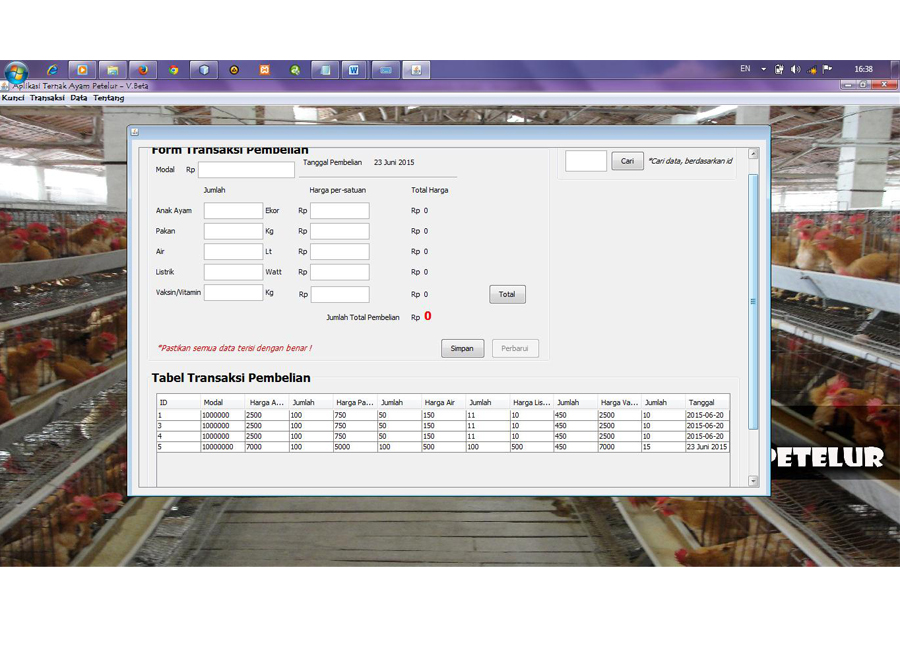 EN 16:38
Aplikasi Ternak Ayam Petelur - V.Beta
Kunci Transaksi Data Tentang
Form Transaksi Pembelian
Modal Rp Tanggal Pembelian 23 Juni 2015
Cari *Cari data, berdasarkan id
Jumlah Harga per-satuan Total Harga
Anak Ayam Ekor Rp Rp 0
Pakan Kg Rp Rp 0
Air Lt Rp Rp 0
Listrik Watt Rp Rp 0
Vaksin/Vitamin Kg Rp Rp 0 Total
Jumlah Total Pembelian Rp 0
*Pastikan semua data terisi dengan benar ! Simpan Perbarui
Tabel Transaksi Pembelian
ID Modal Harga A... Jumlah Harga Pa... Jumlah Harga Air Jumlah Harga Lis... Jumlah Harga Va... Jumlah Tanggal
1 1000000 2500 100 750 50 150 11 10 450 2500 10 2015-06-20
3 1000000 2500 100 750 50 150 11 10 450 2500 10 2015-06-20
4 1000000 2500 100 750 50 150 11 10 450 2500 10 2015-06-20
5 10000000 7000 100 5000 100 500 100 500 450 7000 15 23 Juni 2015
PETELUR